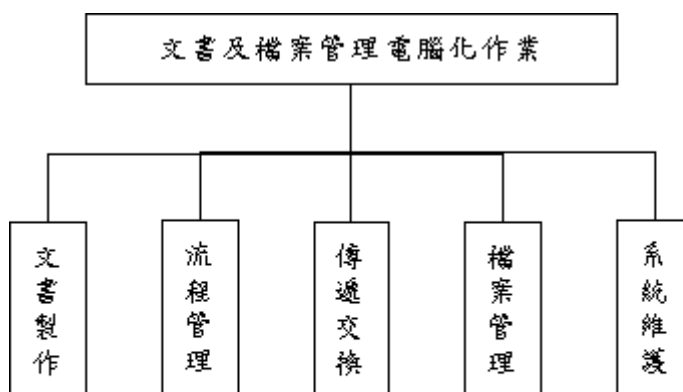 文書及檔案管理電腦化作業
文書製作
流程管理
傳遞交換
檔案管理
系統維護